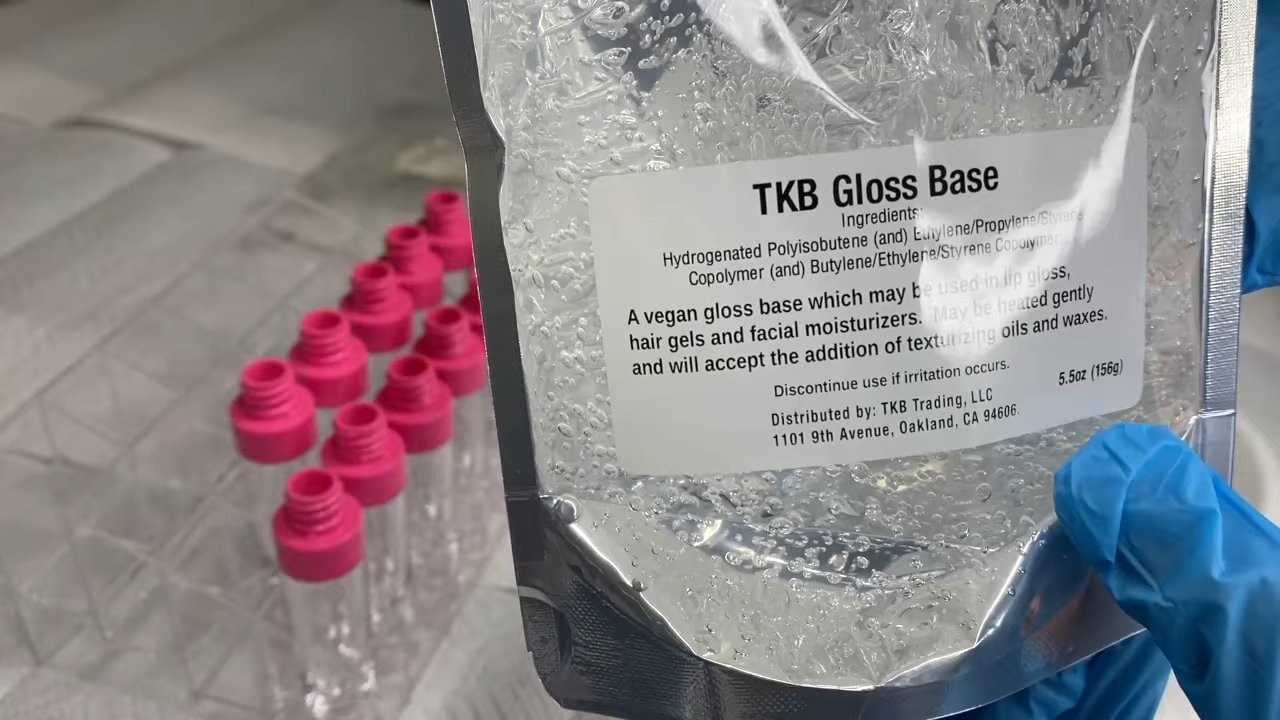 TKB Gloss Base
Ingredients:
Hydrogenated Polyisobutene (and) Ethylene/Propylene/Styrene
Copolymer (and) Butylene/Ethylene/Styrene Copolymer
A vegan gloss base which may be used in lip gloss,
hair gels and facial moisturizers. May be heated gently
and will accept the addition of texturizing oils and waxes.
Discontinue use if irritation occurs.
5.5oz (156g)
Distributed by: TKB Trading, LLC
1101 9th Avenue, Oakland, CA 94606.